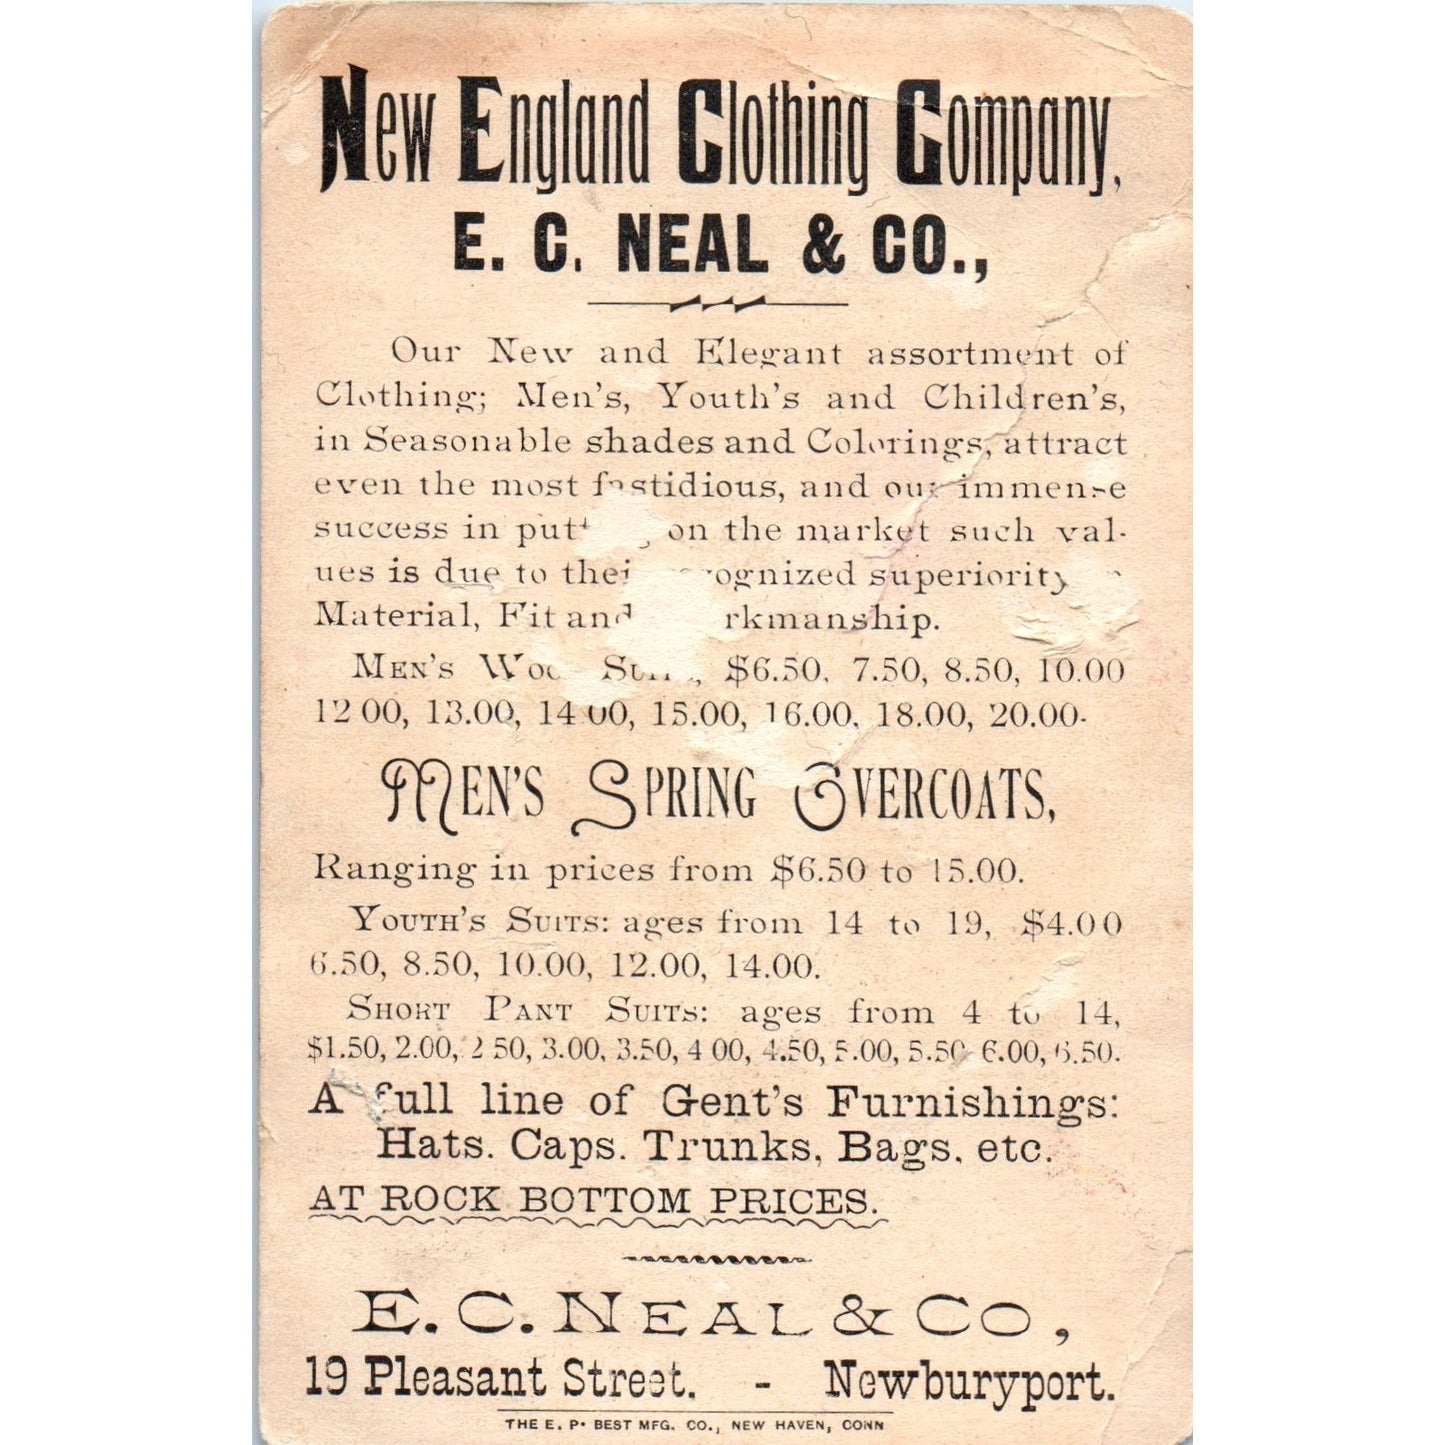 New England Clothing Company,
E. C. NEAL & CO.,
Our New and Elegant assortment of
Clothing; Men's, Youth's and Children's,
in Seasonable shades and Colorings, attract
even the most fastidious, and our immense
success in on the market such val-
ues is due to their superiority
Material, Fit and
MEN'S $6.50, 7.50, 8.50, 10.00
12 00, 13.00, 14 00, 15.00, 16.00, 18.00, 20.00-
MEN'S SPRING OVERCOATS,
Ranging in prices from $6.50 to 15.00.
YOUTH'S SUITS: ages from 14 to 19, $4.00
6.50, 8.50, 10.00, 12.00, 14.00.
SHORT PANT SUITS: ages from 4 to 14,
$1.50, 2.00, 2 50, 3.00, 3.50, 4 00, 4.50, 5.00, 5.50 6.00, 6.50.
A full line of Gent's Furnishings:
Hats. Caps. Trunks, Bags, etc.
AT ROCK BOTTOM PRICES.
E. C. NEAL & CO,
19 Pleasant Street. - Newburyport.
THE E. P. BEST MFG. CO., NEW HAVEN, CONN